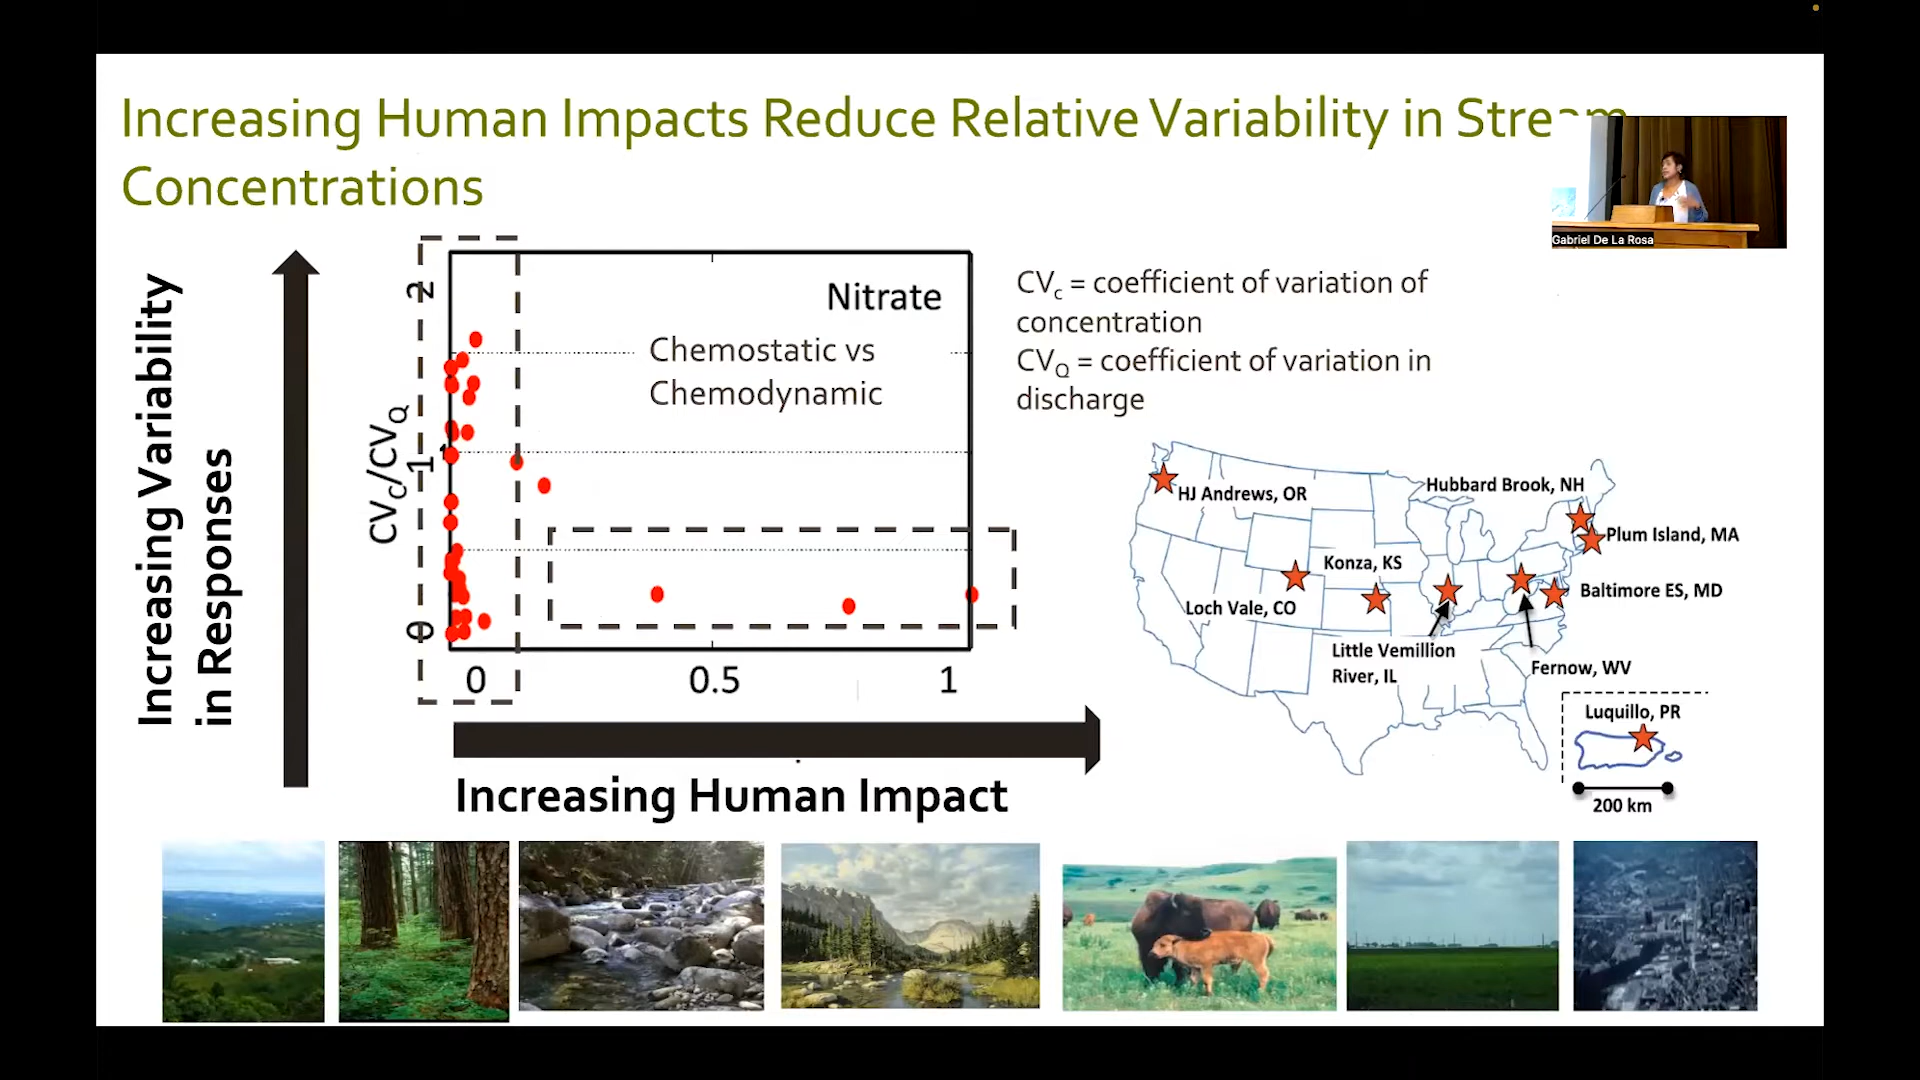 Increasing Human Impacts Reduce Relative Variability in Stream
Concentrations
Gabriel De La Rosa
Increasing Variability
in Responses
CVC/CVQ
2
1
0
Nitrate
Chemostatic vs
Chemodynamic
0 0.5 1
Increasing Human Impact
CVc = coefficient of variation of
concentration
CVQ = coefficient of variation in
discharge
HJ Andrews, OR
Hubbard Brook, NH
Plum Island, MA
Konza, KS
Baltimore ES, MD
Loch Vale, CO
Little Vemillion
River, IL
Fernow, WV
Luquillo, PR
200 km